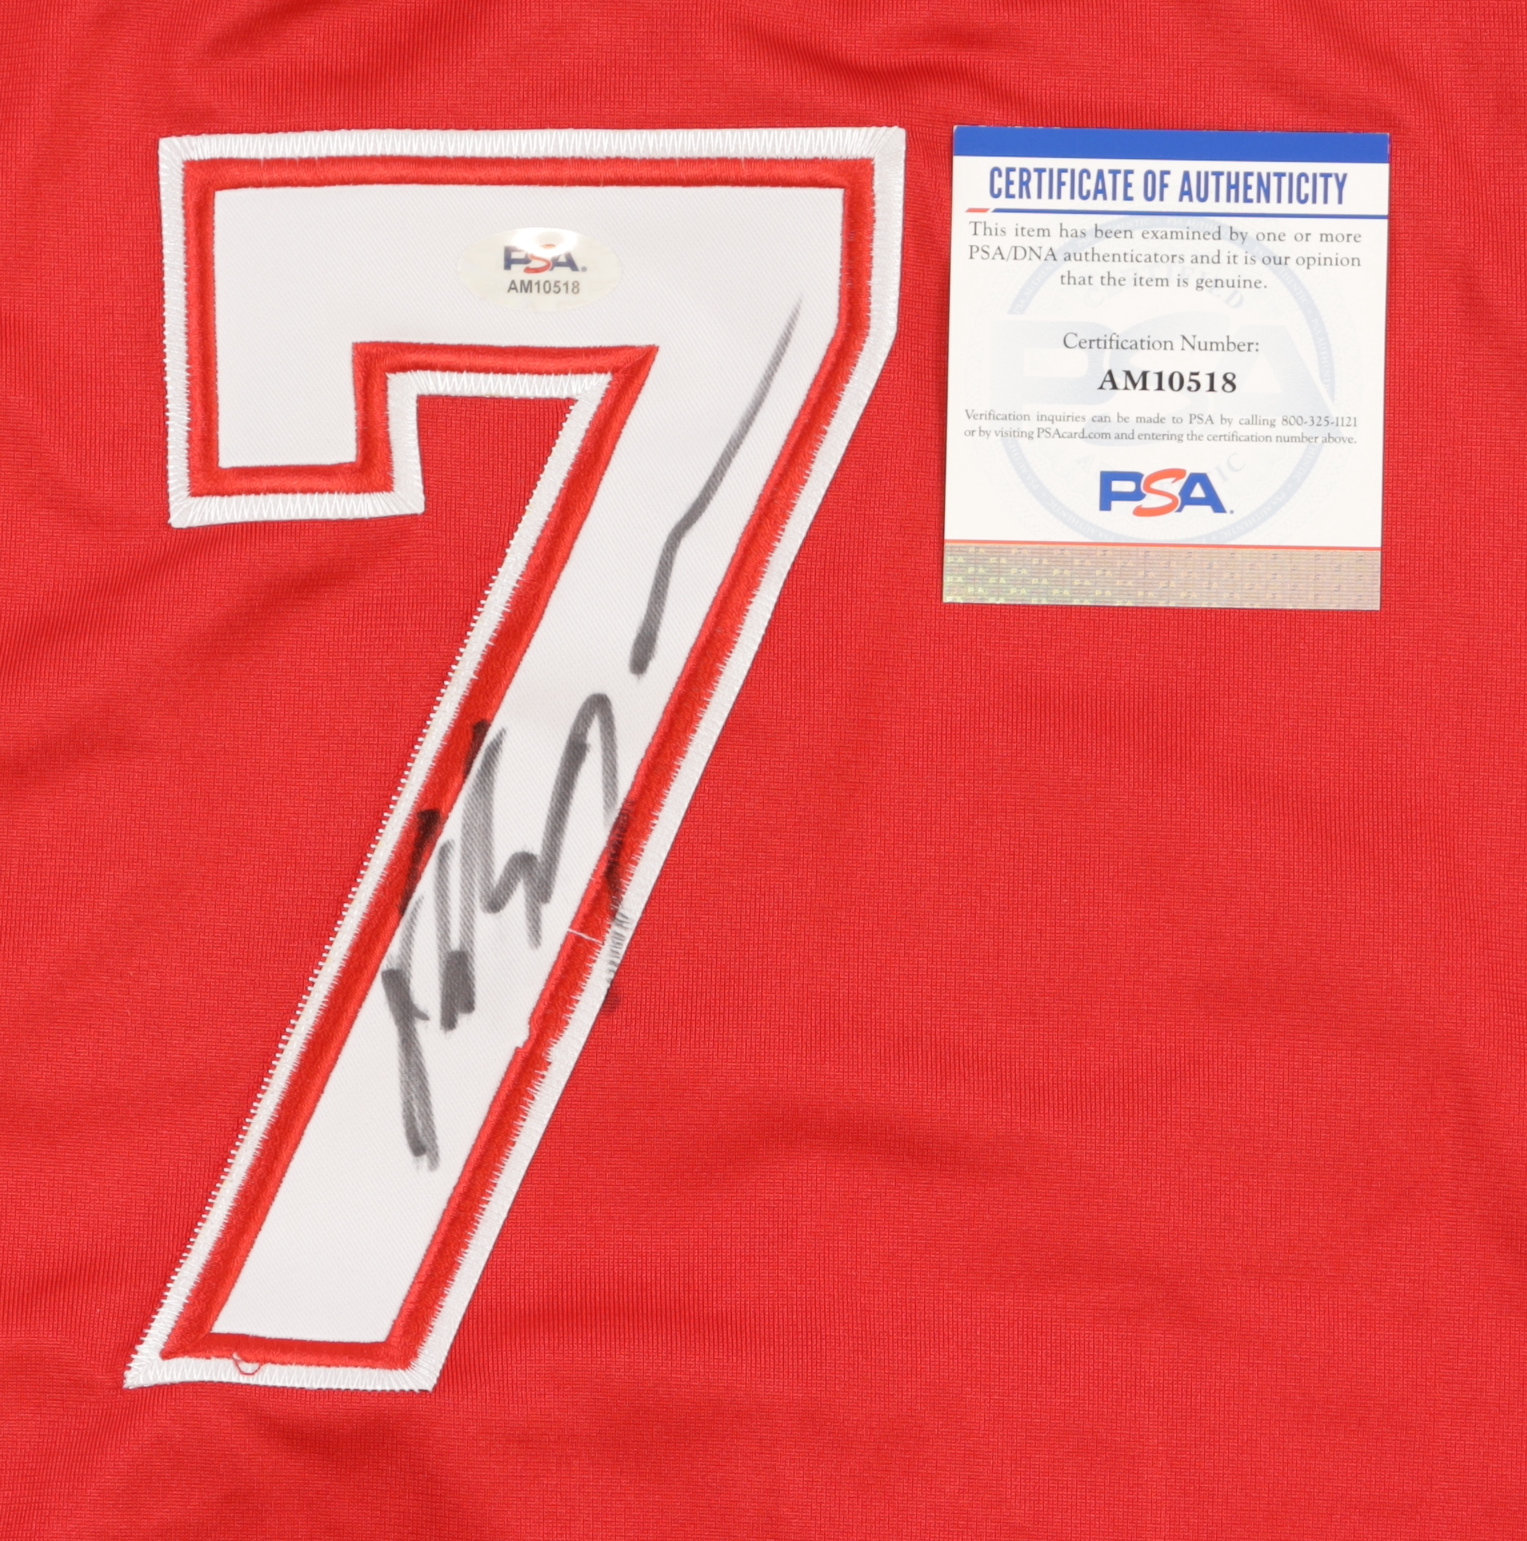 7
PSA.
AM10518
CERTIFICATE OF AUTHENTICITY
This item has been examined by one or more
PSA/DNA authenticators and it is our opinion
that the item is genuine.
Certification Number:
AM10518
Verification inquiries can be made to PSA by calling 800-325-1121
or by visiting PSAcard.com and entering the certification number above.
PSA.